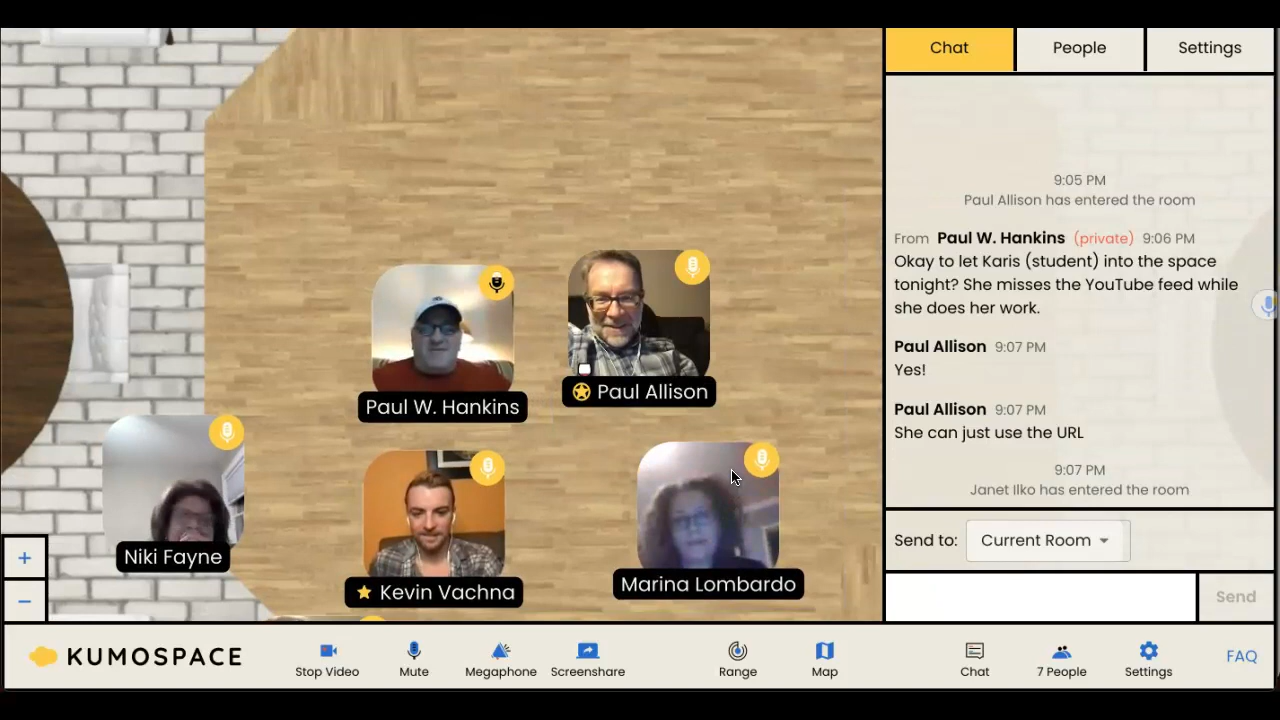 Chat
People
Settings
9:05 PM
Paul Allison has entered the room
From Paul W. Hankins (private) 9:06 PM
Okay to let Karis (student) into the space
tonight? She misses the YouTube feed while
she does her work.
Paul Allison 9:07 PM
Yes!
Paul Allison 9:07 PM
She can just use the URL
9:07 PM
Janet Ilko has entered the room
Send to: Current Room
Send
Paul W. Hankins
Paul Allison
Niki Fayne
Kevin Vachna
Marina Lombardo
+
−
KUMOSPACE
Stop Video
Mute
Megaphone
Screenshare
Range
Map
Chat
7 People
Settings
FAQ